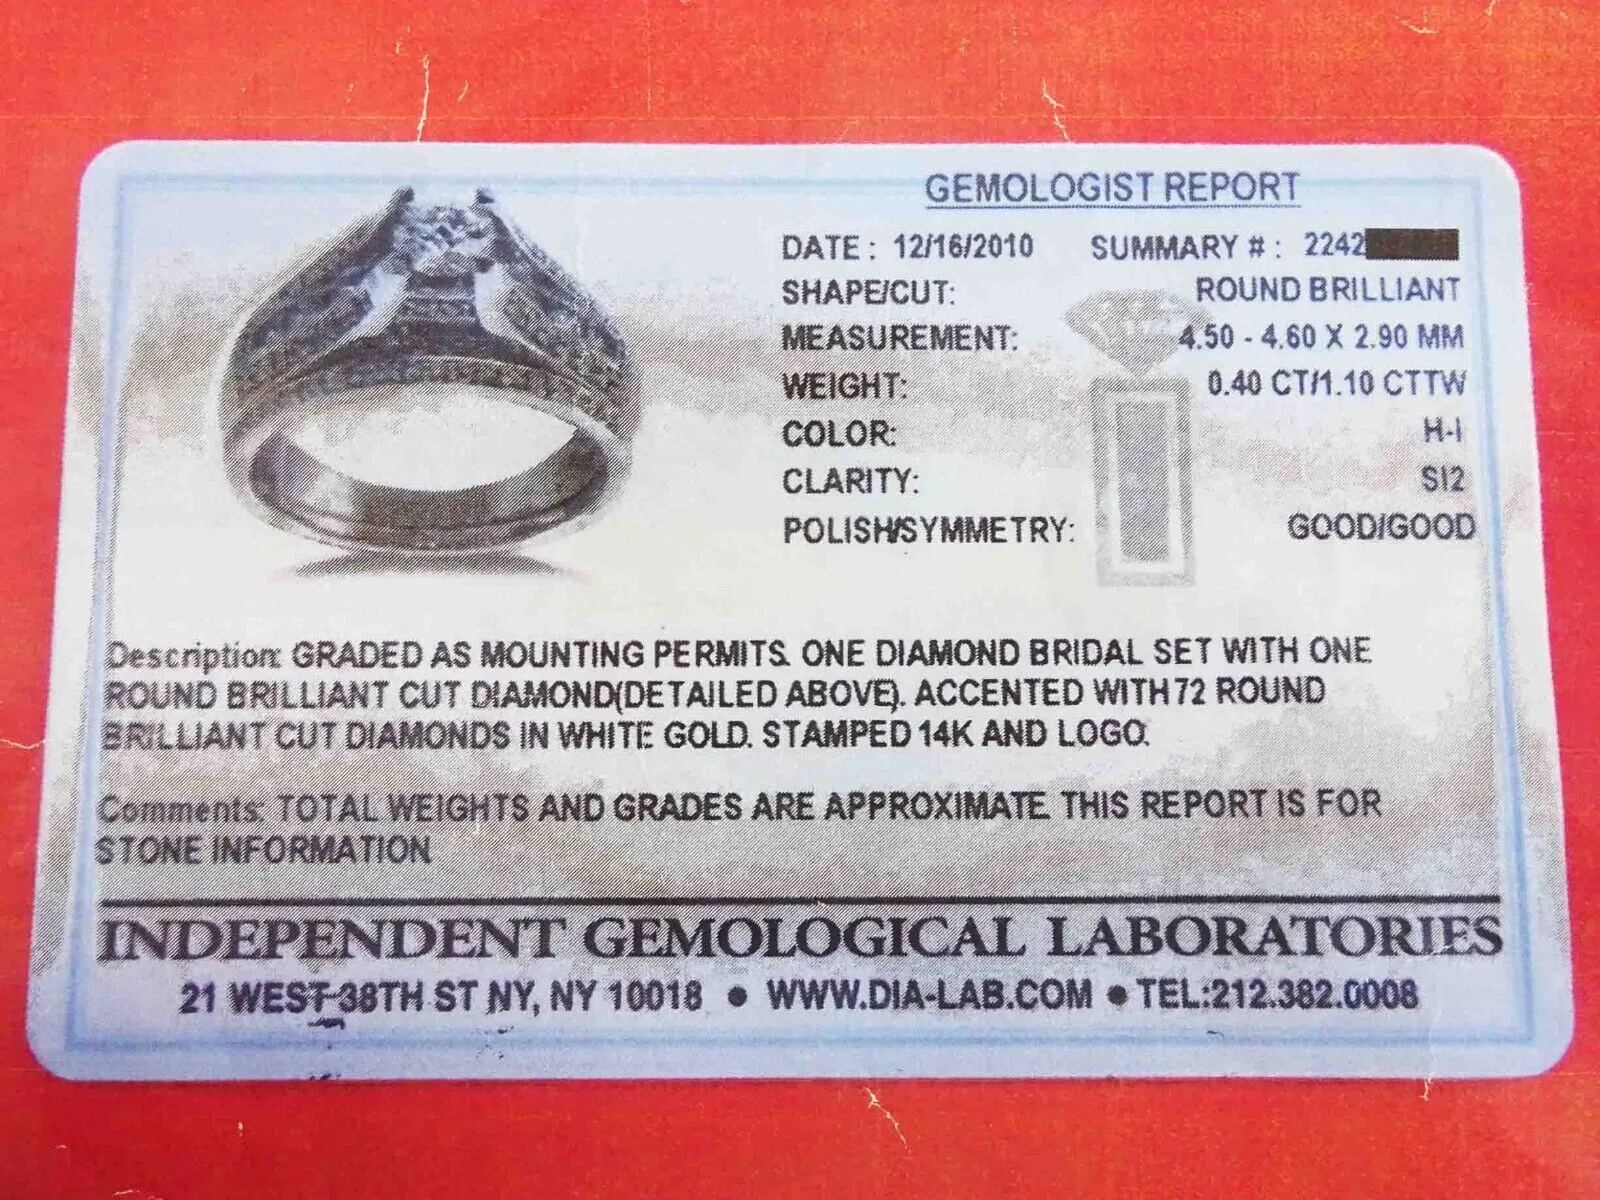 GEMOLOGIST REPORT
DATE : 12/16/2010 SUMMARY # : 2242
SHAPE/CUT: ROUND BRILLIANT
MEASUREMENT: 4.50 - 4.60 X 2.90 MM
WEIGHT: 0.40 CT/1.10 CTTW
COLOR: H-I
CLARITY: SI2
POLISH/SYMMETRY: GOOD/GOOD
Description: GRADED AS MOUNTING PERMITS. ONE DIAMOND BRIDAL SET WITH ONE
ROUND BRILLIANT CUT DIAMOND(DETAILED ABOVE). ACCENTED WITH 72 ROUND
BRILLIANT CUT DIAMONDS IN WHITE GOLD. STAMPED 14K AND LOGO.
Comments: TOTAL WEIGHTS AND GRADES ARE APPROXIMATE. THIS REPORT IS FOR
STONE INFORMATION
INDEPENDENT GEMOLOGICAL LABORATORIES
21 WEST 38TH ST NY, NY 10018 ● WWW.DIA-LAB.COM ● TEL:212.382.0008